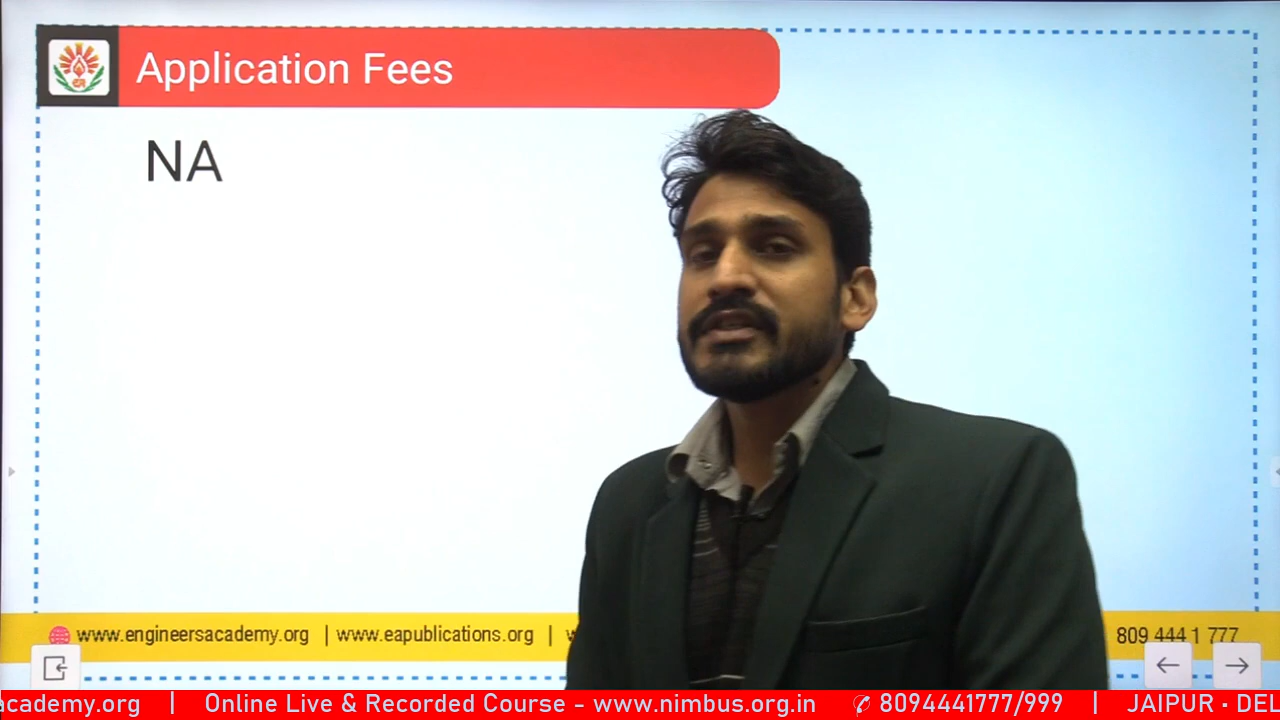 Application Fees
NA
www.engineersacademy.org | www.eapublications.org |
809 444 1 777
academy.org | Online Live & Recorded Course - www.nimbus.org.in ✆ 8094441777/999 | JAIPUR • DEL